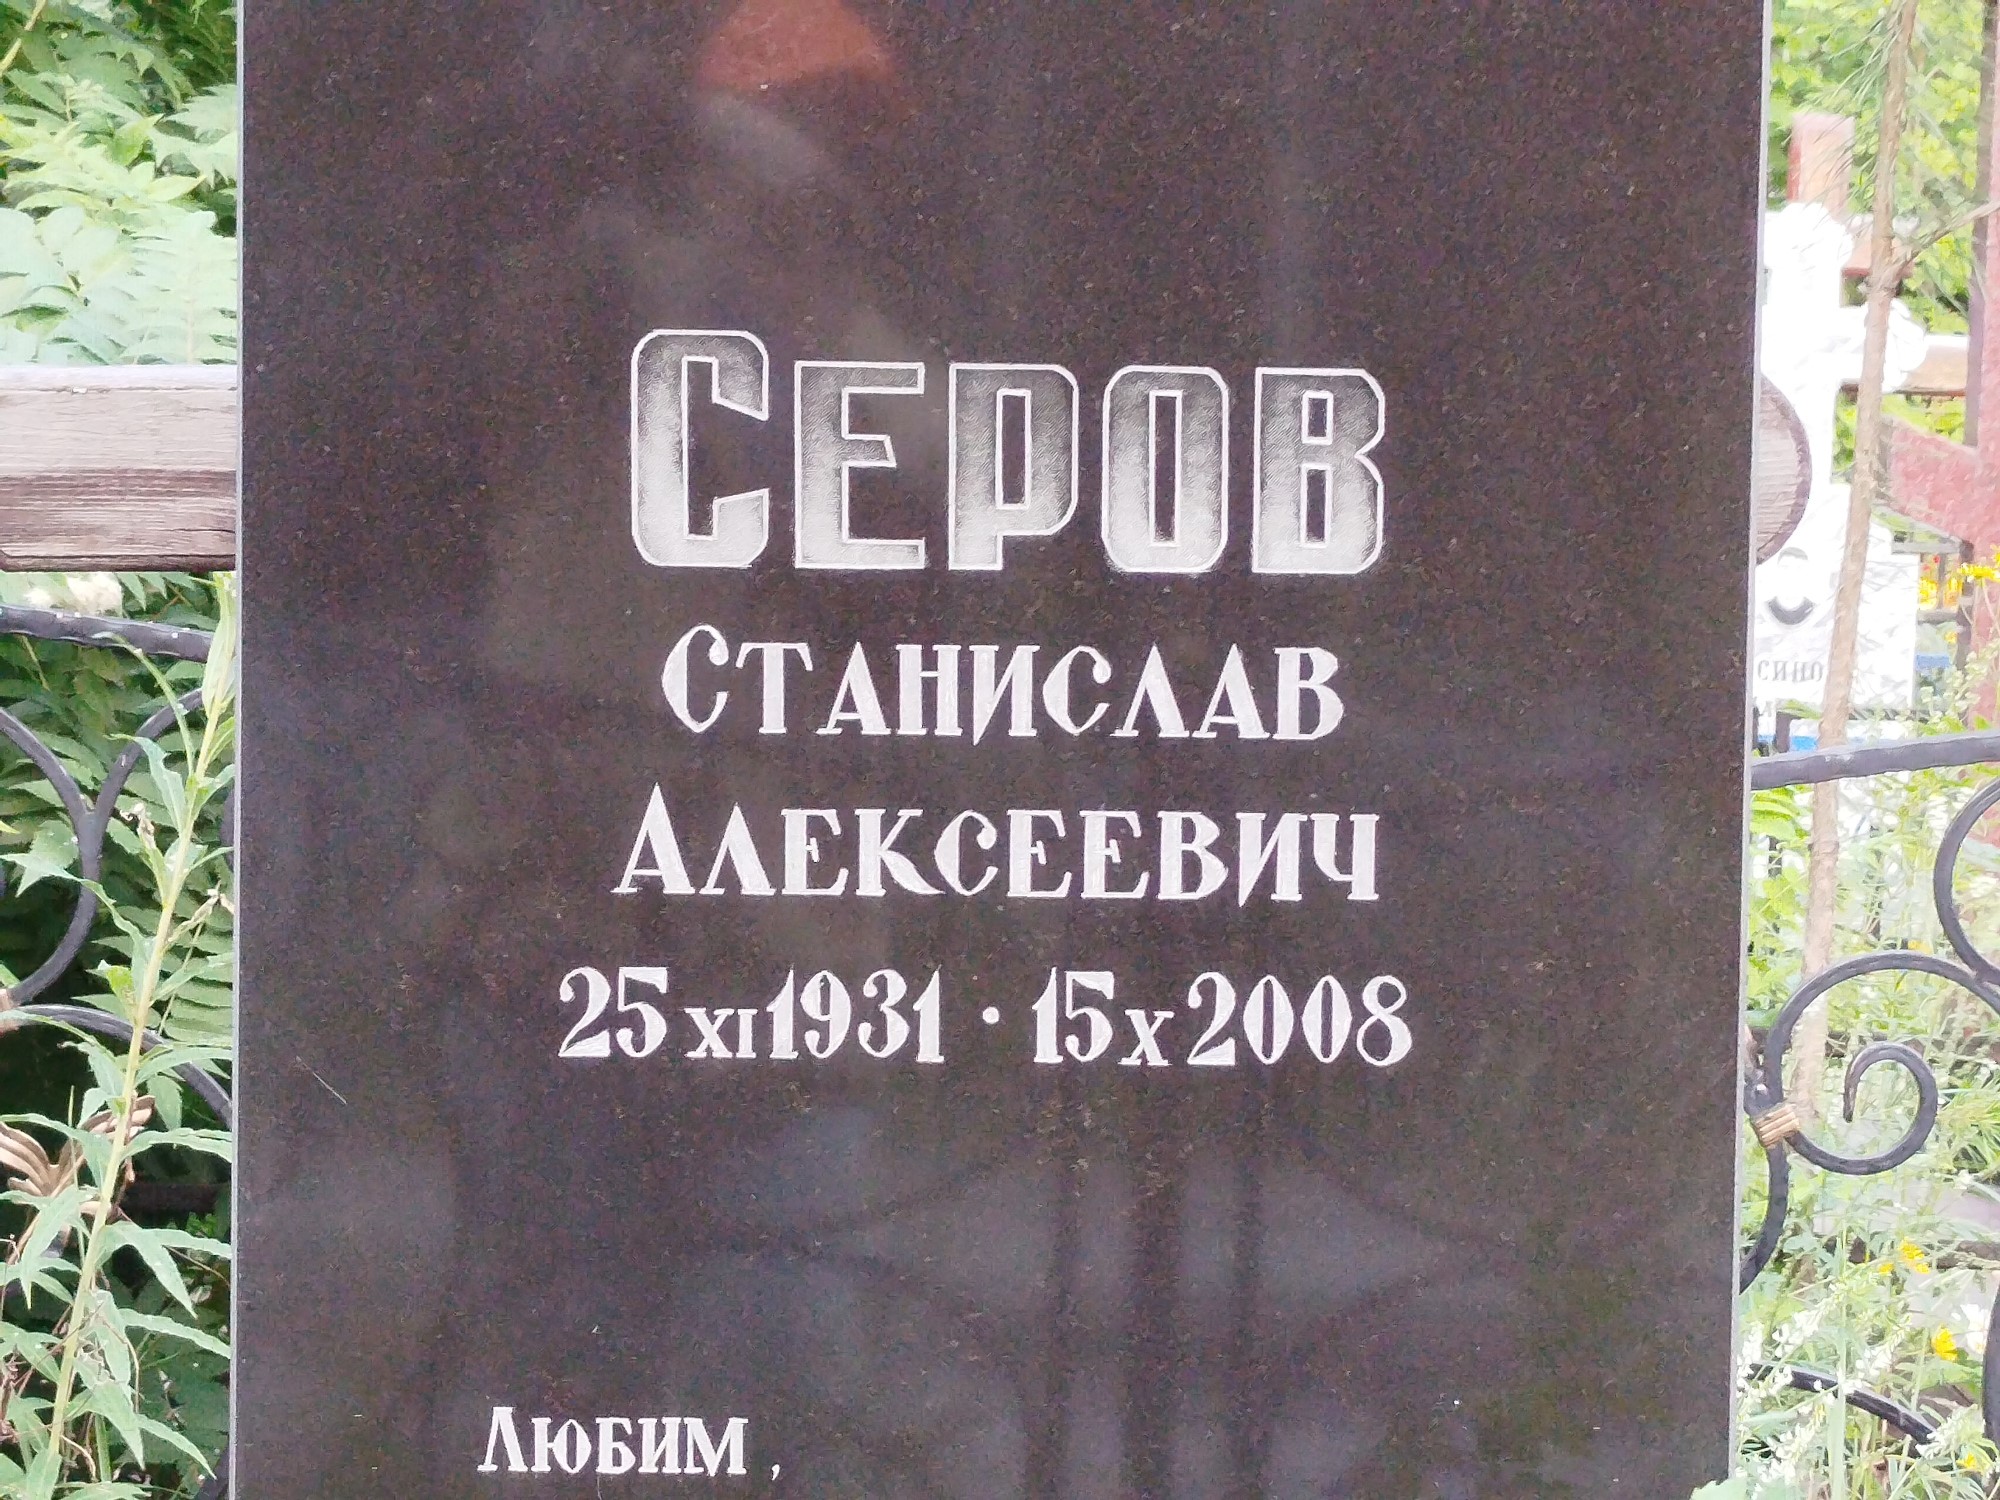 Серов
Станислав
Алексеевич
25 XI 1931 · 15 X 2008
Любим,